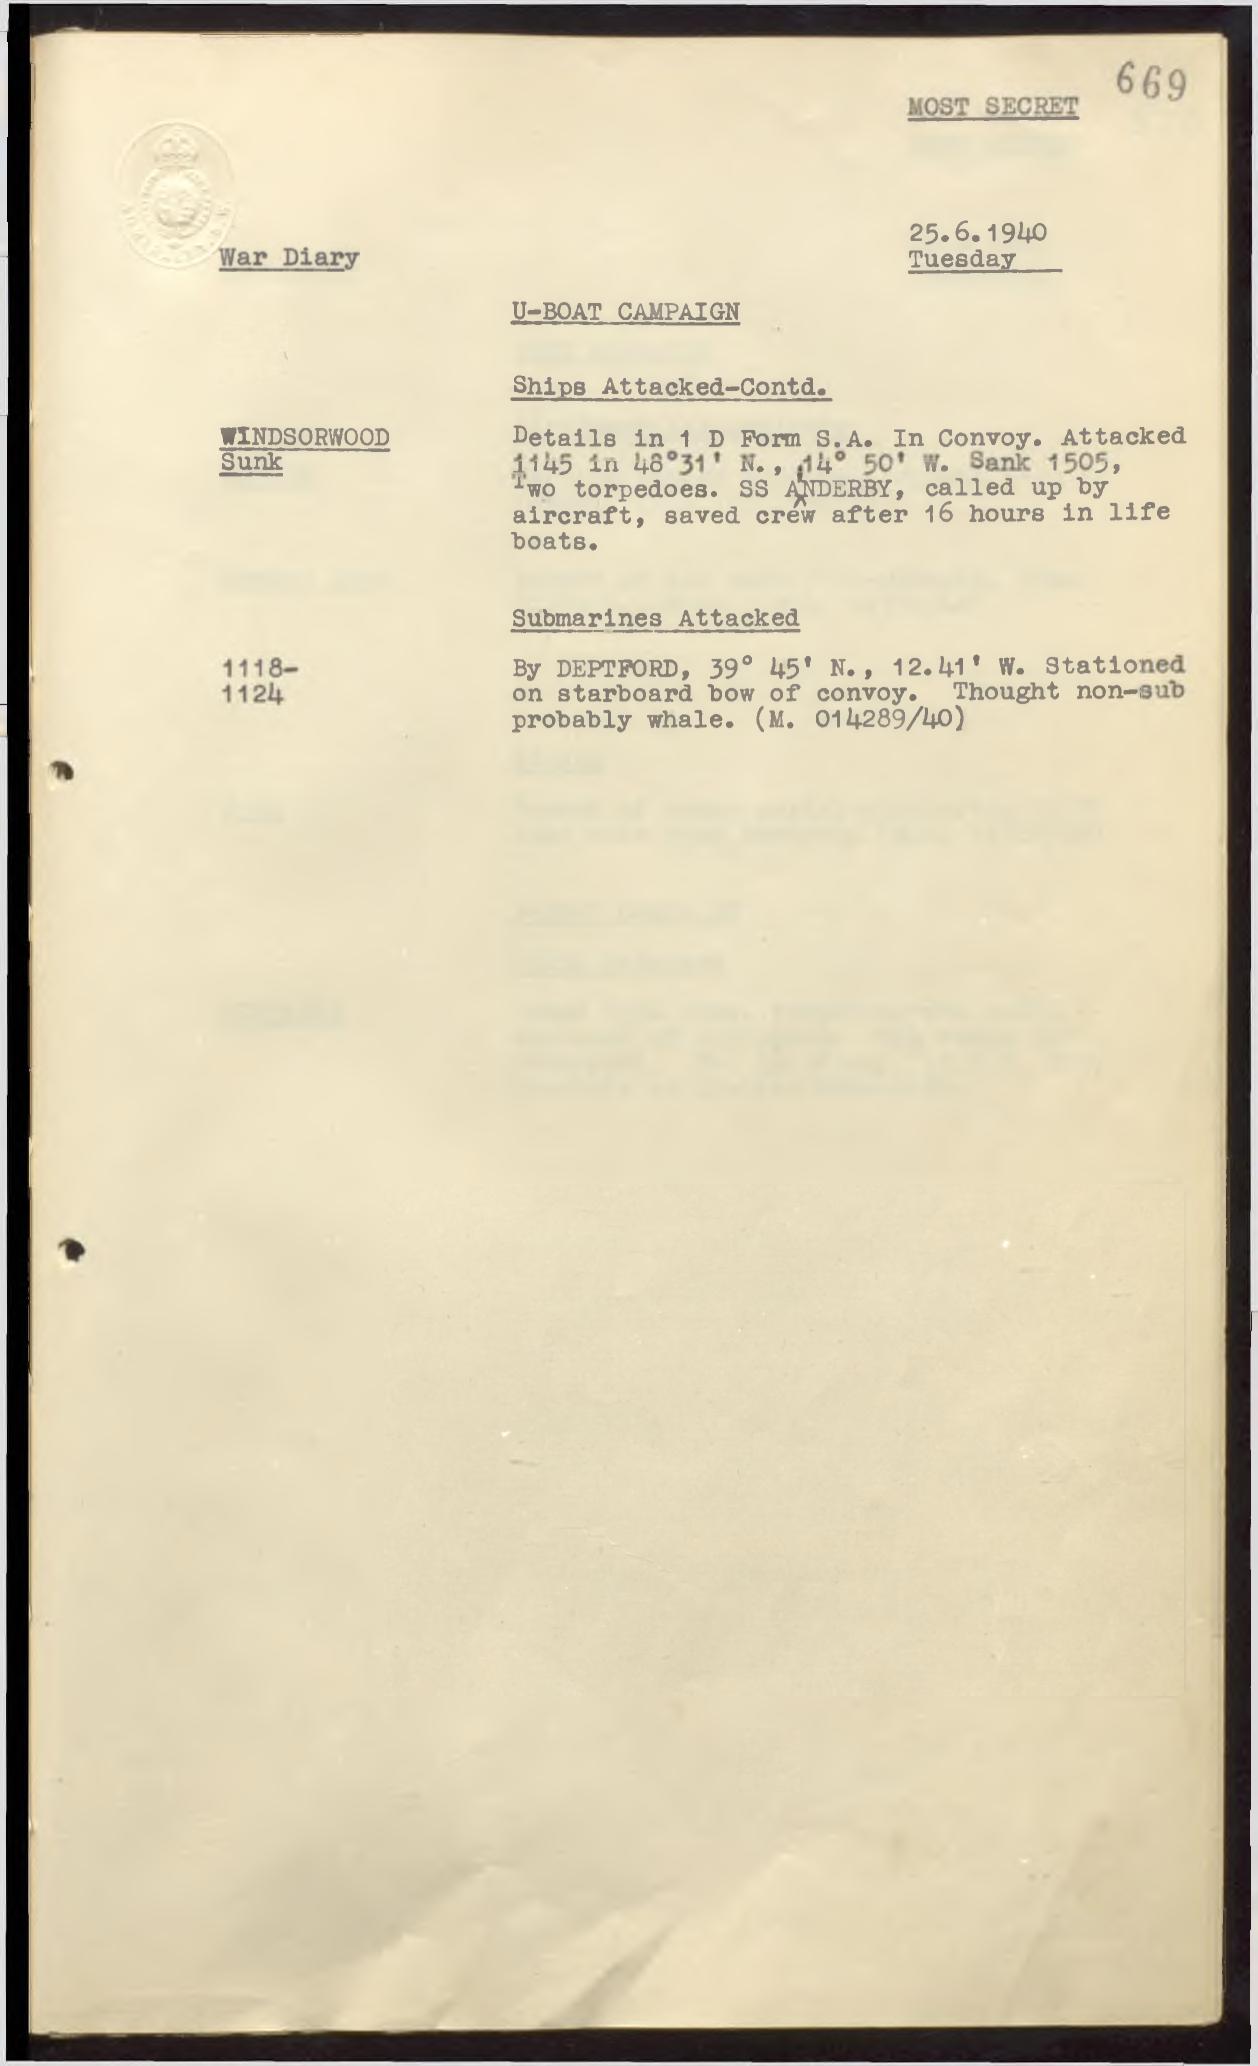 669
MOST SECRET
25.6.1940
War Diary
Tuesday
U-BOAT CAMPAIGN
Ships Attacked-Contd.
WINDSORWOOD
Sunk
Details in 1 D Form S.A. In Convoy. Attacked
1145 in 48°31' N., 14° 50' W. Sank 1505,
Two torpedoes. SS AINDERBY, called up by
aircraft, saved crew after 16 hours in life
boats.
Submarines Attacked
1118-
1124
By DEPTFORD, 39° 45' N., 12.41' W. Stationed
on starboard bow of convoy. Thought non-sub
probably whale. (M. 014289/40)